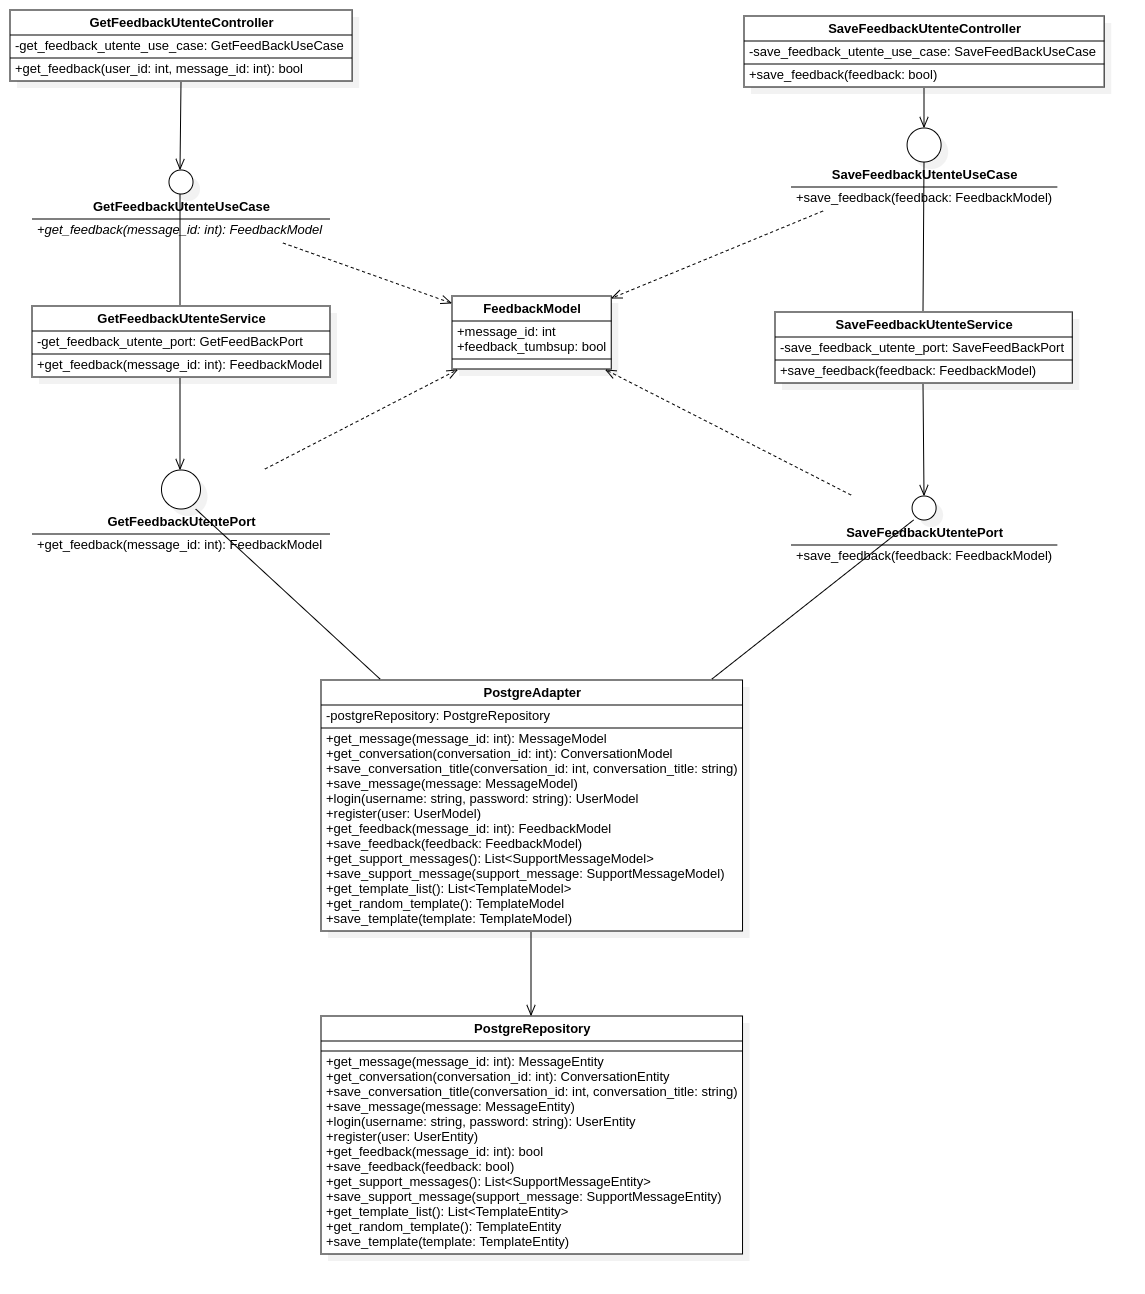 GetFeedbackUtenteController
-get_feedback_utente_use_case: GetFeedBackUseCase
+get_feedback(user_id: int, message_id: int): bool
SaveFeedbackUtenteController
-save_feedback_utente_use_case: SaveFeedBackUseCase
+save_feedback(feedback: bool)
GetFeedbackUtenteUseCase
+get_feedback(message_id: int): FeedbackModel
SaveFeedbackUtenteUseCase
+save_feedback(feedback: FeedbackModel)
FeedbackModel
+message_id: int
+feedback_tumbsup: bool
GetFeedbackUtenteService
-get_feedback_utente_port: GetFeedBackPort
+get_feedback(message_id: int): FeedbackModel
SaveFeedbackUtenteService
-save_feedback_utente_port: SaveFeedBackPort
+save_feedback(feedback: FeedbackModel)
GetFeedbackUtentePort
+get_feedback(message_id: int): FeedbackModel
SaveFeedbackUtentePort
+save_feedback(feedback: FeedbackModel)
PostgreAdapter
-postgreRepository: PostgreRepository
+get_message(message_id: int): MessageModel
+get_conversation(conversation_id: int): ConversationModel
+save_conversation_title(conversation_id: int, conversation_title: string)
+save_message(message: MessageModel)
+login(username: string, password: string): UserModel
+register(user: UserModel)
+get_feedback(message_id: int): FeedbackModel
+save_feedback(feedback: FeedbackModel)
+get_support_messages(): List<SupportMessageModel>
+save_support_message(support_message: SupportMessageModel)
+get_template_list(): List<TemplateModel>
+get_random_template(): TemplateModel
+save_template(template: TemplateModel)
PostgreRepository
+get_message(message_id: int): MessageEntity
+get_conversation(conversation_id: int): ConversationEntity
+save_conversation_title(conversation_id: int, conversation_title: string)
+save_message(message: MessageEntity)
+login(username: string, password: string): UserEntity
+register(user: UserEntity)
+get_feedback(message_id: int): bool
+save_feedback(feedback: bool)
+get_support_messages(): List<SupportMessageEntity>
+save_support_message(support_message: SupportMessageEntity)
+get_template_list(): List<TemplateEntity>
+get_random_template(): TemplateEntity
+save_template(template: TemplateEntity)